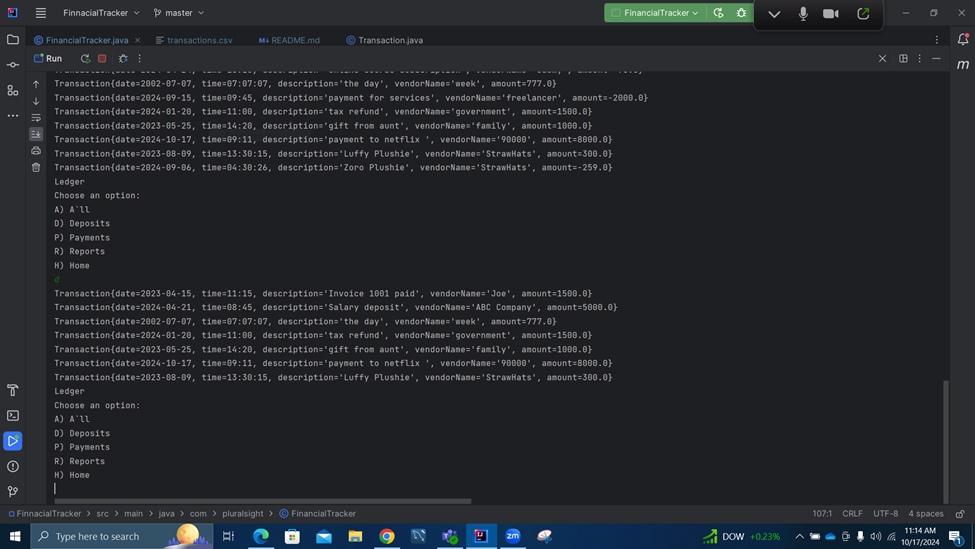 FinnacialTracker
master
FinancialTracker
FinancialTracker.java
transactions.csv
M↓ README.md
Transaction.java
Run
Transaction{date=2002-07-07, time=07:07:07, description='the day', vendorName='week', amount=777.0}
Transaction{date=2024-09-15, time=09:45, description='payment for services', vendorName='freelancer', amount=-2000.0}
Transaction{date=2024-01-20, time=11:00, description='tax refund', vendorName='government', amount=1500.0}
Transaction{date=2023-05-25, time=14:20, description='gift from aunt', vendorName='family', amount=1000.0}
Transaction{date=2024-10-17, time=09:11, description='payment to netflix ', vendorName='90000', amount=8000.0}
Transaction{date=2023-08-09, time=13:30:15, description='Luffy Plushie', vendorName='StrawHats', amount=300.0}
Transaction{date=2024-09-06, time=04:30:26, description='Zoro Plushie', vendorName='StrawHats', amount=-259.0}
Ledger
Choose an option:
A) A`ll
D) Deposits
P) Payments
R) Reports
H) Home
d
Transaction{date=2023-04-15, time=11:15, description='Invoice 1001 paid', vendorName='Joe', amount=1500.0}
Transaction{date=2024-04-21, time=08:45, description='Salary deposit', vendorName='ABC Company', amount=5000.0}
Transaction{date=2002-07-07, time=07:07:07, description='the day', vendorName='week', amount=777.0}
Transaction{date=2024-01-20, time=11:00, description='tax refund', vendorName='government', amount=1500.0}
Transaction{date=2023-05-25, time=14:20, description='gift from aunt', vendorName='family', amount=1000.0}
Transaction{date=2024-10-17, time=09:11, description='payment to netflix ', vendorName='90000', amount=8000.0}
Transaction{date=2023-08-09, time=13:30:15, description='Luffy Plushie', vendorName='StrawHats', amount=300.0}
Ledger
Choose an option:
A) A`ll
D) Deposits
P) Payments
R) Reports
H) Home
FinnacialTracker > src > main > java > com > pluralsight > FinancialTracker
107:1 CRLF UTF-8 4 spaces
Type here to search
DOW +0.23%
11:14 AM
10/17/2024